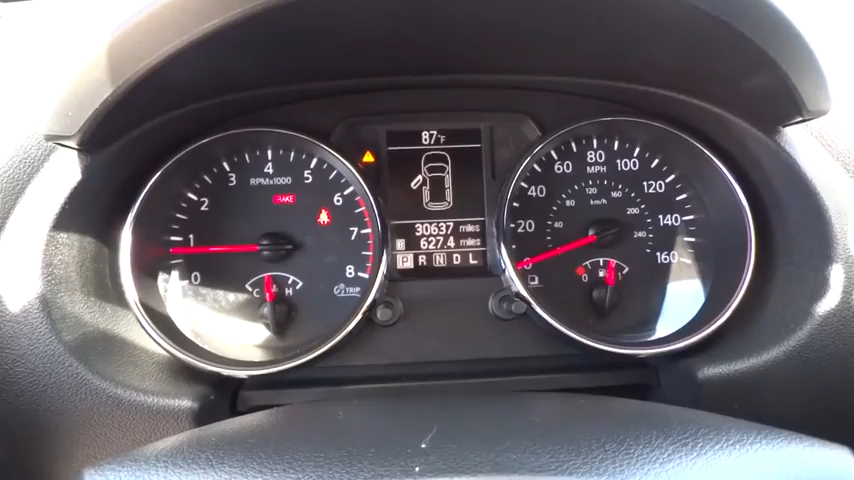 87°F
30637 miles
B 627.4 miles
P R N D L
0 1 2 3 4 5 6 7 8
RPMx1000
BRAKE
C H
TRIP
0 20 40 60 80 100 120 140 160
MPH
40 80 120 160 200 240
km/h
0 1